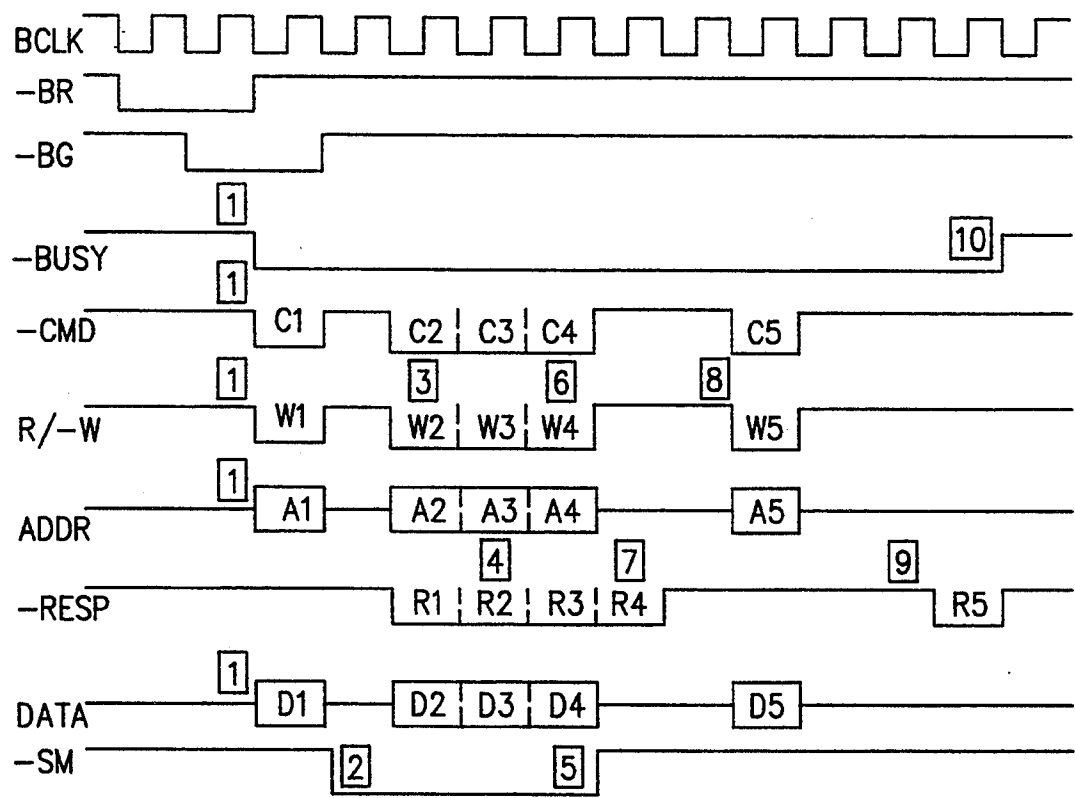 BCLK
-BR
-BG
1
-BUSY
10
1
-CMD
C1
C2
C3
C4
C5
1
3
6
8
R/-W
W1
W2
W3
W4
W5
1
ADDR
A1
A2
A3
A4
A5
4
7
9
-RESP
R1
R2
R3
R4
R5
1
DATA
D1
D2
D3
D4
D5
-SM
2
5